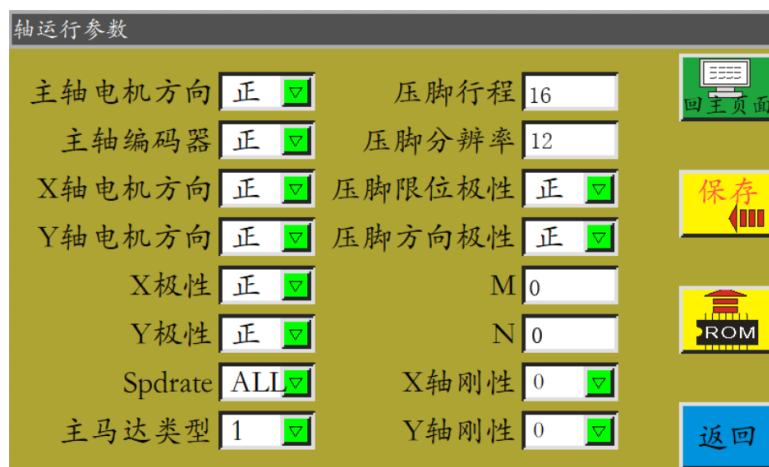 轴运行参数
主轴电机方向 正 压脚行程 16
回主页面
主轴编码器 正 压脚分辨率 12
X轴电机方向 正 压脚限位极性 正
保存
Y轴电机方向 正 压脚方向极性 正
X极性 正 M 0
Y极性 正 N 0
ROM
Spdrate ALL X轴刚性 0
主马达类型 1 Y轴刚性 0
返回